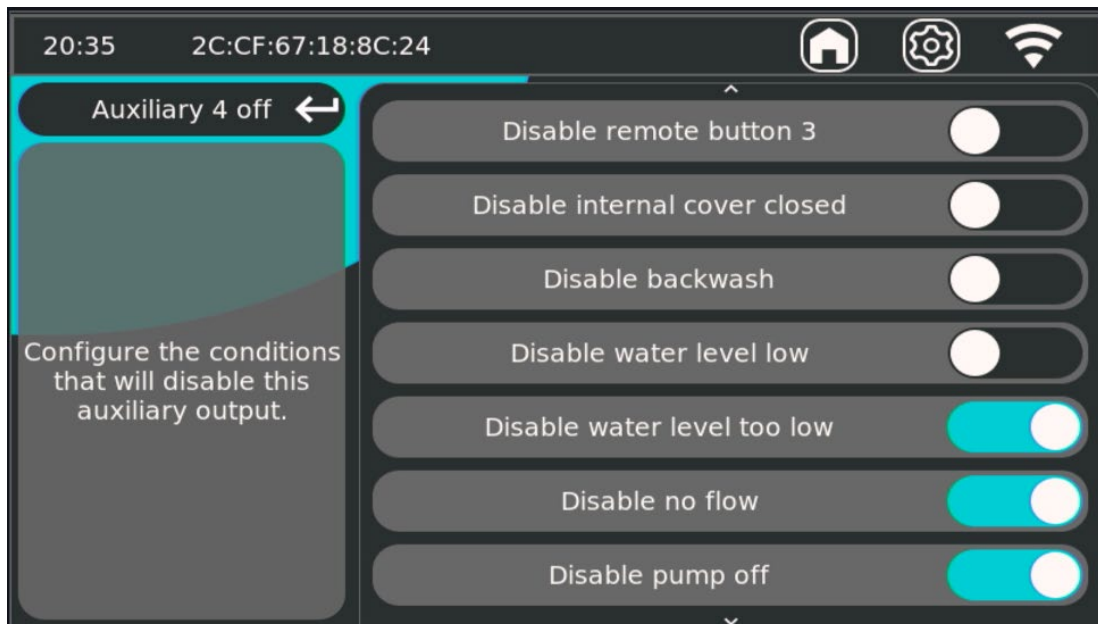 20:35 2C:CF:67:18:8C:24
Auxiliary 4 off
Configure the conditions
that will disable this
auxiliary output.
Disable remote button 3
Disable internal cover closed
Disable backwash
Disable water level low
Disable water level too low
Disable no flow
Disable pump off